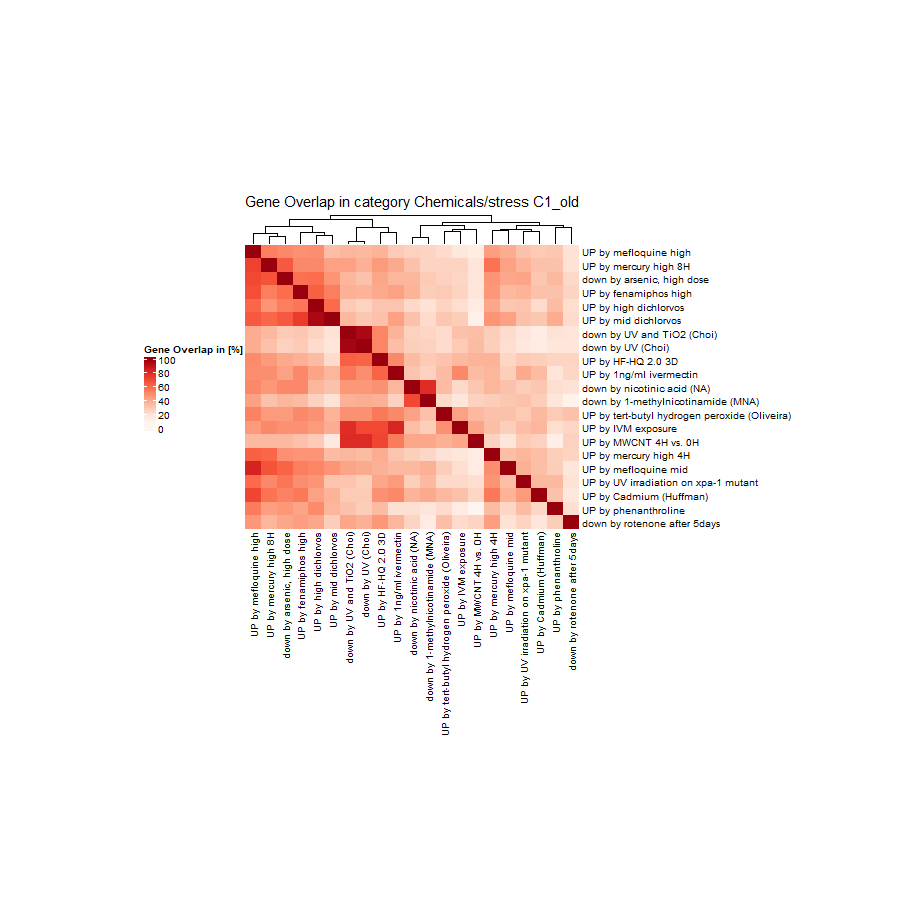 Gene Overlap in category Chemicals/stress C1_old
Gene Overlap in [%]
100
80
60
40
20
0
UP by mefloquine high
UP by mercury high 8H
down by arsenic, high dose
UP by fenamiphos high
UP by high dichlorvos
UP by mid dichlorvos
down by UV and TiO2 (Choi)
down by UV (Choi)
UP by HF-HQ 2.0 3D
UP by 1ng/ml ivermectin
down by nicotinic acid (NA)
down by 1-methylnicotinamide (MNA)
UP by tert-butyl hydrogen peroxide (Oliveira)
UP by IVM exposure
UP by MWCNT 4H vs. 0H
UP by mercury high 4H
UP by mefloquine mid
UP by UV irradiation on xpa-1 mutant
UP by Cadmium (Huffman)
UP by phenanthroline
down by rotenone after 5days
UP by mefloquine high
UP by mercury high 8H
down by arsenic, high dose
UP by fenamiphos high
UP by high dichlorvos
UP by mid dichlorvos
down by UV and TiO2 (Choi)
down by UV (Choi)
UP by HF-HQ 2.0 3D
UP by 1ng/ml ivermectin
down by nicotinic acid (NA)
down by 1-methylnicotinamide (MNA)
UP by tert-butyl hydrogen peroxide (Oliveira)
UP by IVM exposure
UP by MWCNT 4H vs. 0H
UP by mercury high 4H
UP by mefloquine mid
UP by UV irradiation on xpa-1 mutant
UP by Cadmium (Huffman)
UP by phenanthroline
down by rotenone after 5days